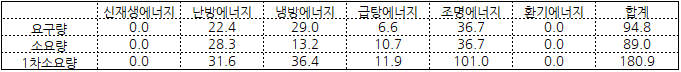 신재생에너지 난방에너지 냉방에너지 급탕에너지 조명에너지 환기에너지 합계
요구량 0.0 22.4 29.0 6.6 36.7 0.0 94.8
소요량 0.0 28.3 13.2 10.7 36.7 0.0 89.0
1차소요량 0.0 31.6 36.4 11.9 101.0 0.0 180.9